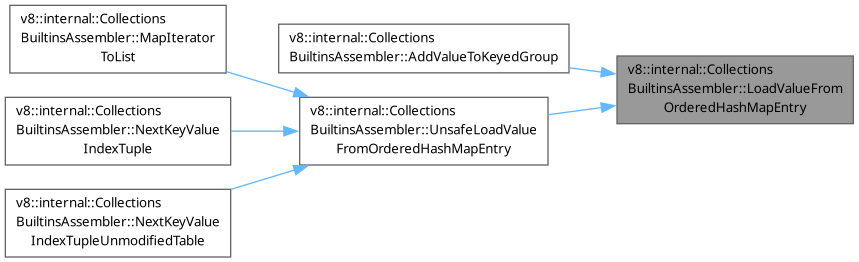 v8::internal::Collections
BuiltinsAssembler::MapIterator
ToList
v8::internal::Collections
BuiltinsAssembler::AddValueToKeyedGroup
v8::internal::Collections
BuiltinsAssembler::LoadValueFrom
OrderedHashMapEntry
v8::internal::Collections
BuiltinsAssembler::NextKeyValue
IndexTuple
v8::internal::Collections
BuiltinsAssembler::UnsafeLoadValue
FromOrderedHashMapEntry
v8::internal::Collections
BuiltinsAssembler::NextKeyValue
IndexTupleUnmodifiedTable